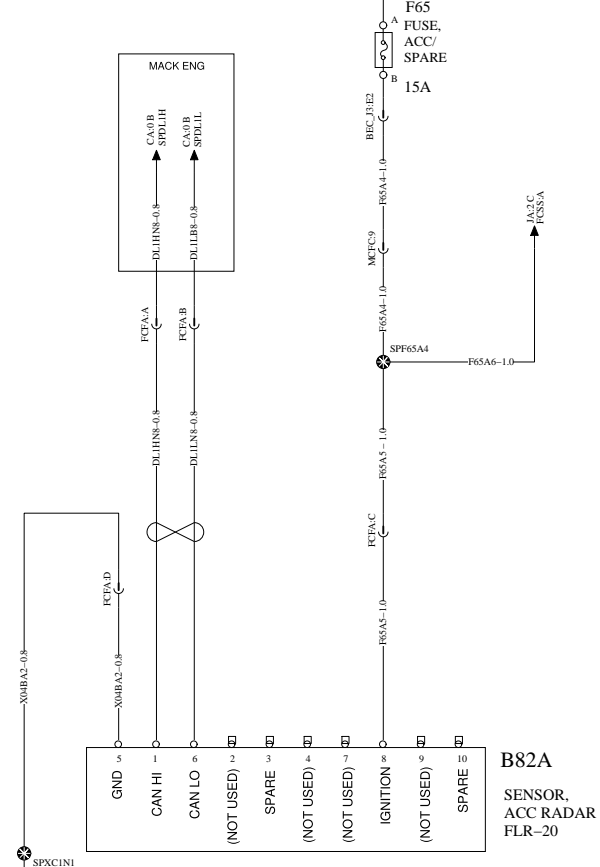 F65
A
FUSE,
ACC/
SPARE
B
15A
MACK ENG
CA:0 B
SPDL1H
CA:0 B
SPDL1L
BEC_J3:E2
F65A4–1.0
JA:2 C
FCSS:A
DL1HN8–0.8
DL1LB8–0.8
MCFC:9
F65A4–1.0
FCFA:A
FCFA:B
SPF65A4
F65A6–1.0
DL1HN8–0.8
DL1LN8–0.8
F65A5 – 1.0
FCFA:C
FCFA:D
F65A5–1.0
X04BA2–0.8
X04BA2–0.8
5
1
6
2
3
4
7
8
9
10
GND
CAN HI
CAN LO
(NOT USED)
SPARE
(NOT USED)
(NOT USED)
IGNITION
(NOT USED)
SPARE
B82A
SENSOR,
ACC RADAR
FLR–20
SPXC1N1